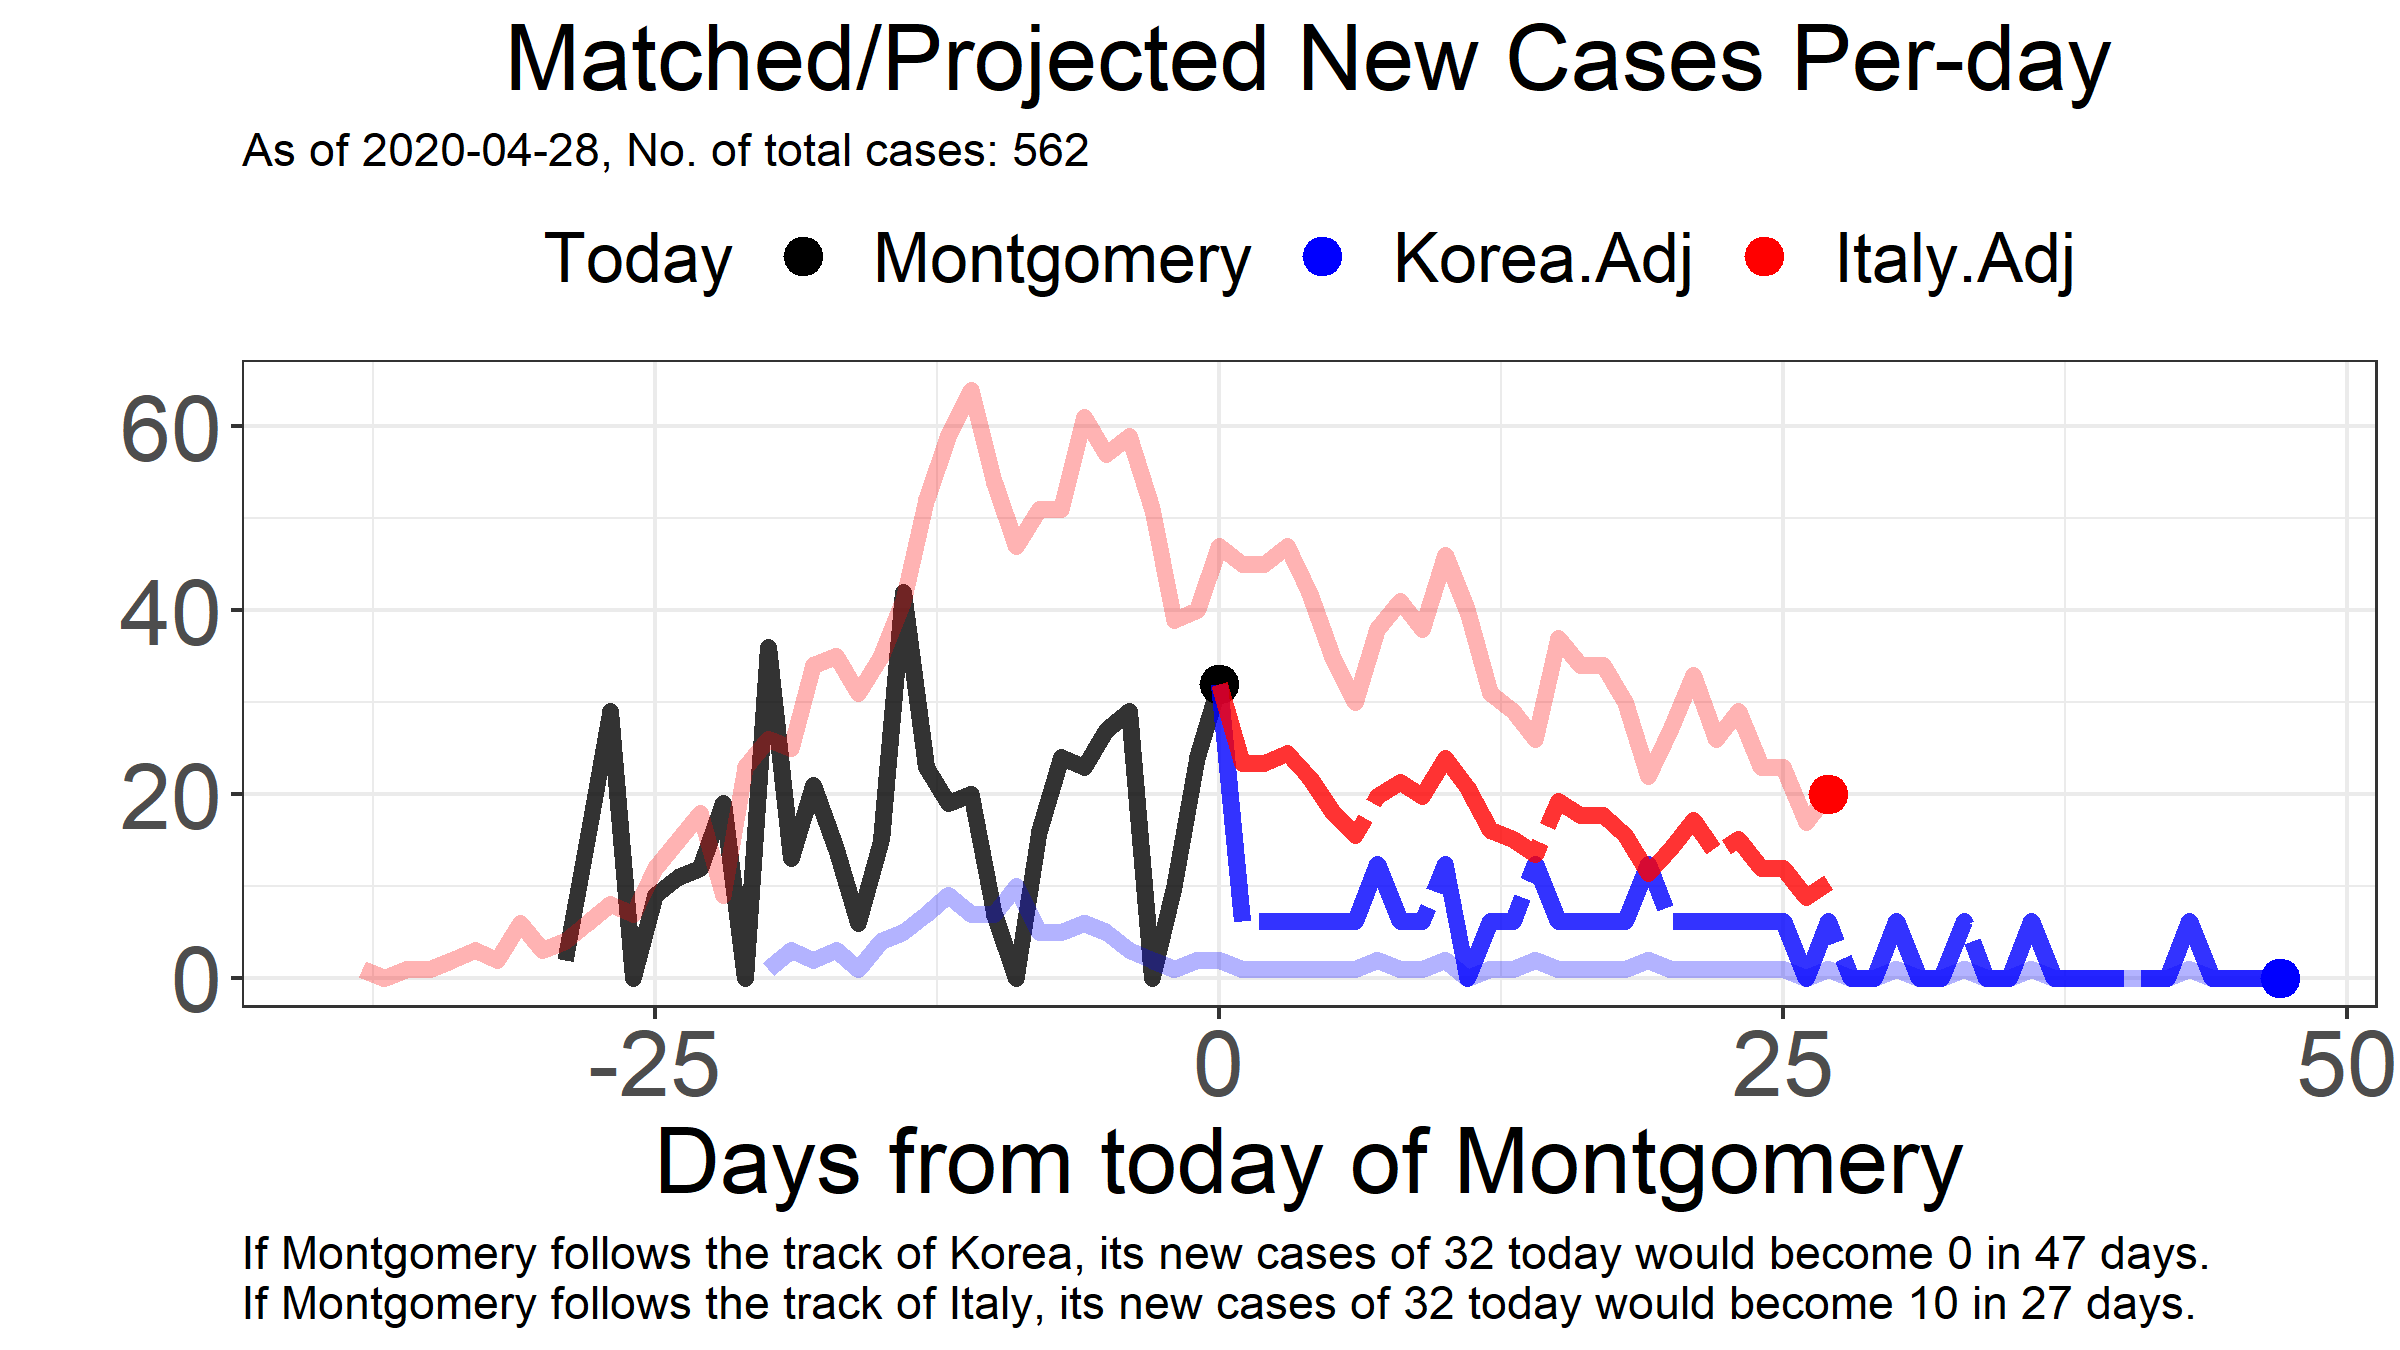 Matched/Projected New Cases Per-day
As of 2020-04-28, No. of total cases: 562
Today Montgomery Korea.Adj Italy.Adj
60
40
20
0
-25 0 25 50
Days from today of Montgomery
If Montgomery follows the track of Korea, its new cases of 32 today would become 0 in 47 days.
If Montgomery follows the track of Italy, its new cases of 32 today would become 10 in 27 days.